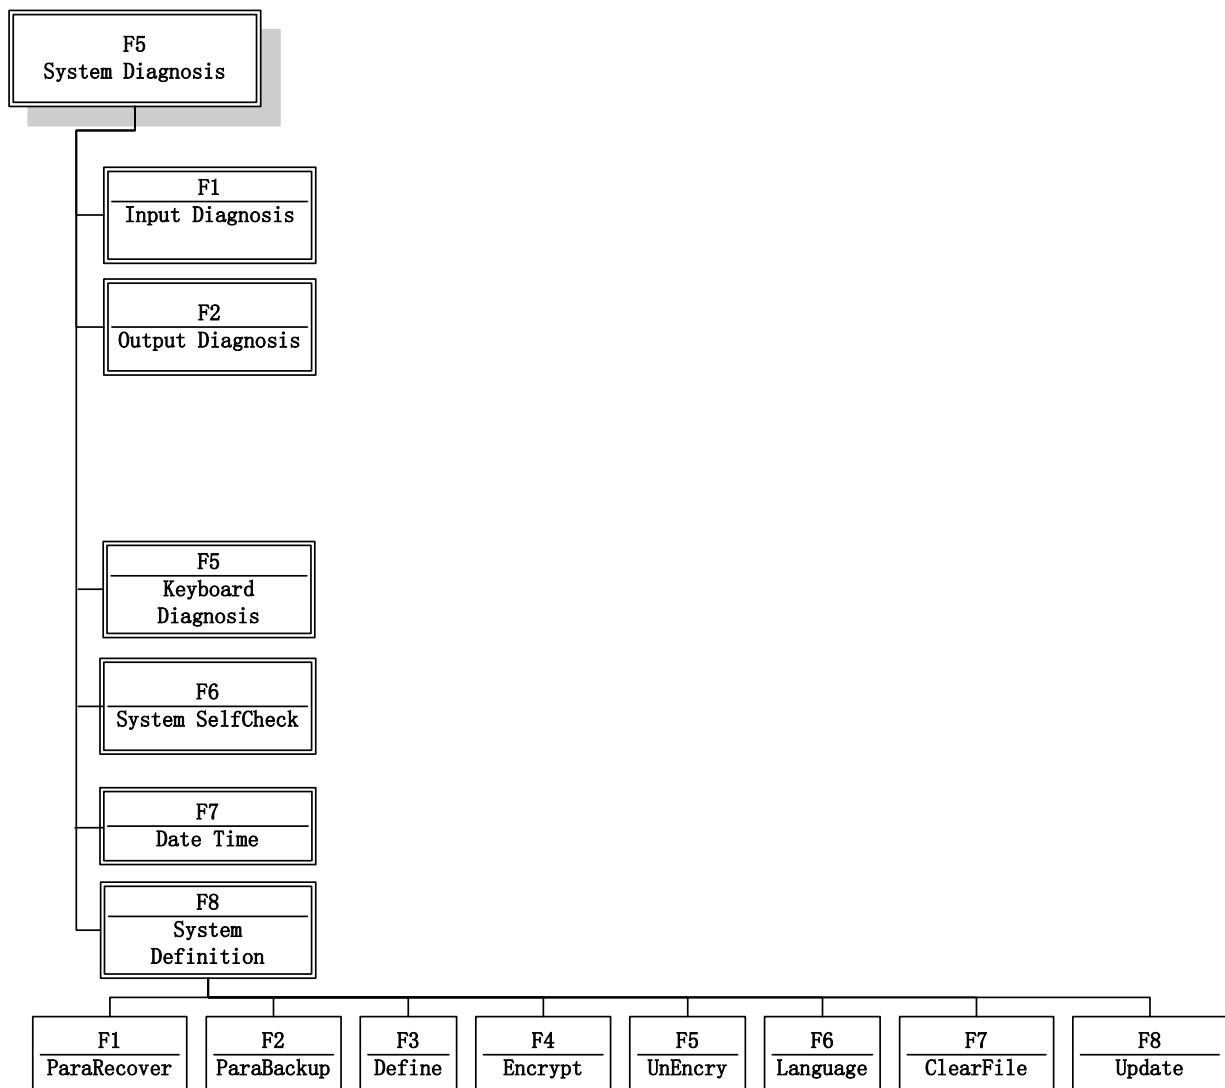 F5
System Diagnosis
F1
Input Diagnosis
F2
Output Diagnosis
F5
Keyboard
Diagnosis
F6
System SelfCheck
F7
Date Time
F8
System
Definition
F1
ParaRecover
F2
ParaBackup
F3
Define
F4
Encrypt
F5
UnEncry
F6
Language
F7
ClearFile
F8
Update